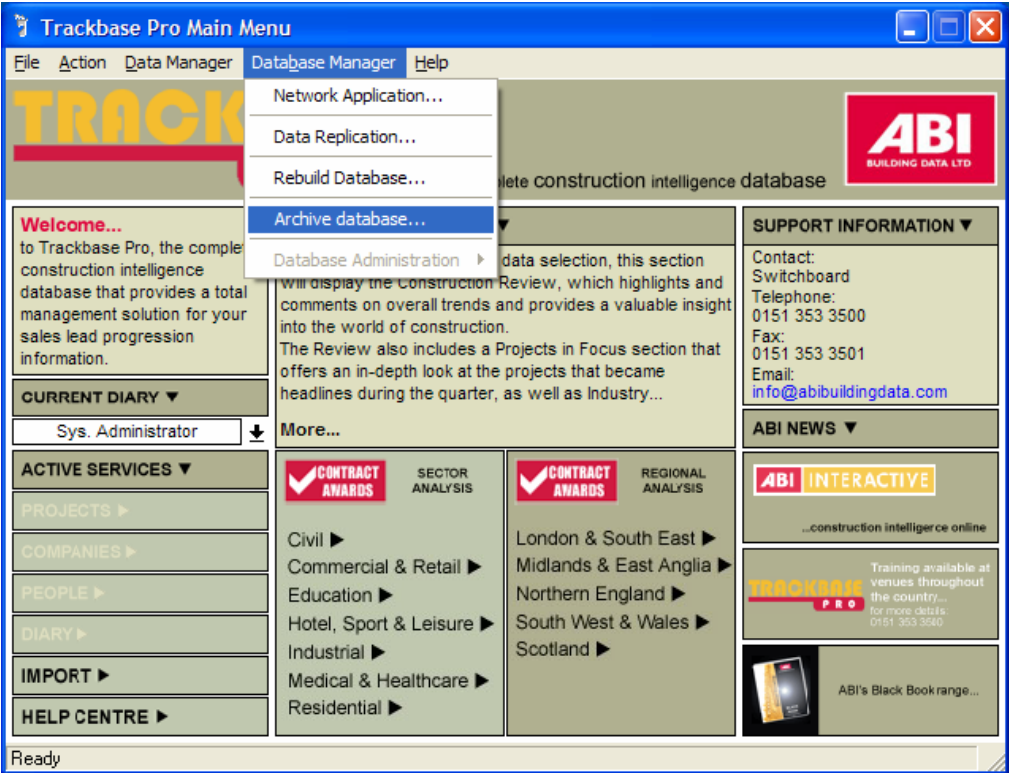 Trackbase Pro Main Menu
File Action Data Manager Database Manager Help
Network Application...
Data Replication...
Rebuild Database...
Archive database...
Database Administration
TRACK
construction intelligence database
ABI
BUILDING DATA LTD
Welcome...
to Trackbase Pro, the
construction intelligence
database that provides a total
management solution for your
sales lead progression
information.
CURRENT DIARY ▼
Sys. Administrator
ACTIVE SERVICES ▼
PROJECTS ►
COMPANIES ►
PEOPLE ►
DIARY ►
IMPORT ►
HELP CENTRE ►
▼
data selection, this section
will display the Construction Review, which highlights and
comments on overall trends and provides a valuable insight
into the world of construction.
The Review also includes a Projects in Focus section that
offers an in-depth look at the projects that became
headlines during the quarter, as well as Industry...
More...
CONTRACT
AWARDS
SECTOR
ANALYSIS
Civil ►
Commercial & Retail ►
Education ►
Hotel, Sport & Leisure ►
Industrial ►
Medical & Healthcare ►
Residential ►
CONTRACT
AWARDS
REGIONAL
ANALYSIS
London & South East ►
Midlands & East Anglia ►
Northern England ►
South West & Wales ►
Scotland ►
SUPPORT INFORMATION ▼
Contact:
Switchboard
Telephone:
0151 353 3500
Fax:
0151 353 3501
Email:
info@abibuildingdata.com
ABI NEWS ▼
ABI INTERACTIVE
...construction intelligence online
TRACKBASE
PRO
Training available at
venues throughout
the country...
for more details:
0151 353 3500
ABI's Black Book range...
Ready